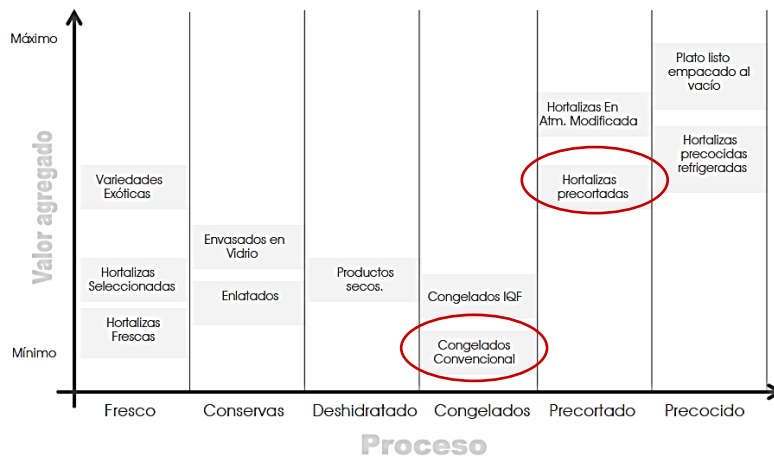 Máximo
Valor agregado
Mínimo
Variedades
Exóticas
Hortalizas
Seleccionadas
Hortalizas
Frescas
Envasados en
Vidrio
Enlatados
Productos
secos.
Congelados IQF
Congelados
Convencional
Hortalizas En
Atm. Modificada
Hortalizas
precortadas
Plato listo
empacado al
vacío
Hortalizas
precocidas
refrigeradas
Fresco
Conservas
Deshidratado
Congelados
Precortado
Precocido
Proceso